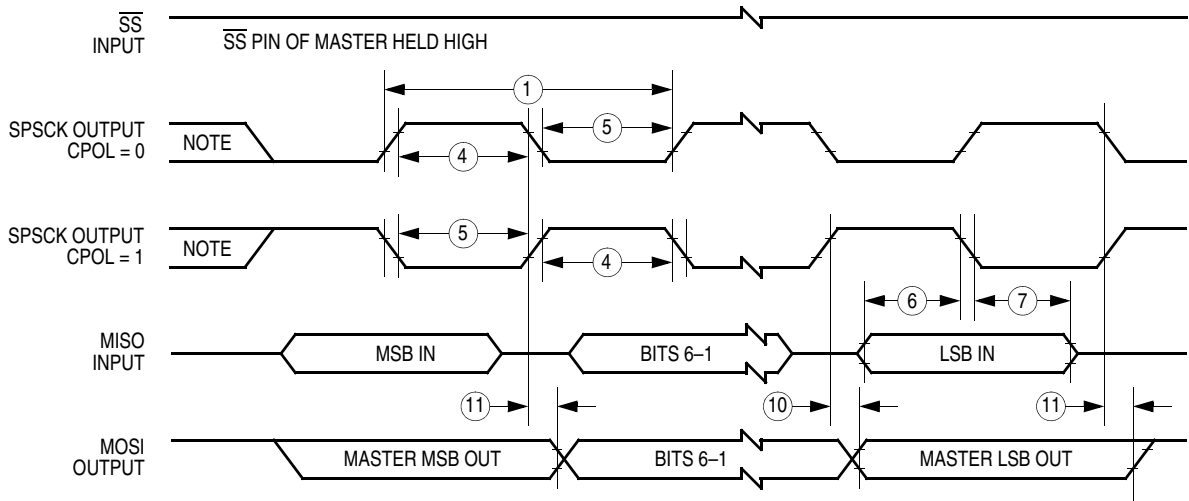 SS
INPUT
SS PIN OF MASTER HELD HIGH
1
SPSCK OUTPUT
CPOL = 0
NOTE
5
4
SPSCK OUTPUT
CPOL = 1
NOTE
5
4
6
7
MISO
INPUT
MSB IN
BITS 6–1
LSB IN
11
10
11
MOSI
OUTPUT
MASTER MSB OUT
BITS 6–1
MASTER LSB OUT